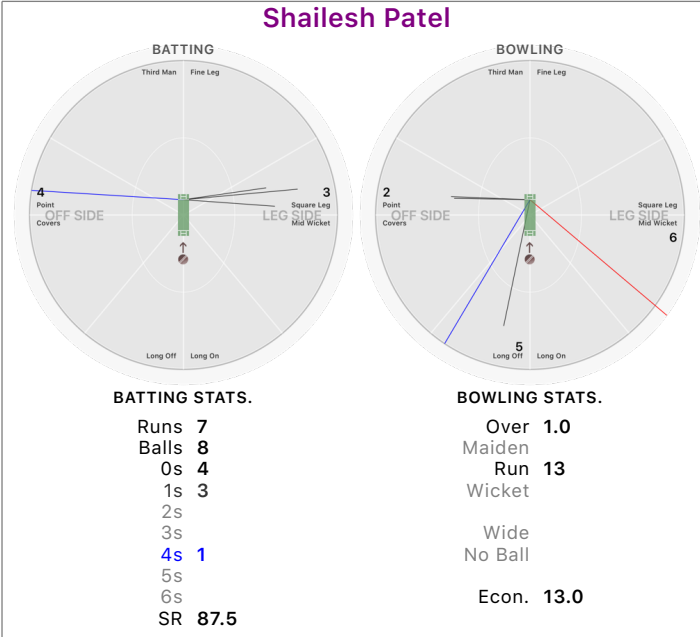 Shailesh Patel
BATTING
Third Man Fine Leg
4 3
Point Square Leg
OFF SIDE LEG SIDE
Covers Mid Wicket
Long Off Long On
BOWLING
Third Man Fine Leg
2
Point Square Leg
OFF SIDE LEG SIDE
Covers Mid Wicket
6
5
Long Off Long On
BATTING STATS.
Runs 7
Balls 8
0s 4
1s 3
2s
3s
4s 1
5s
6s
SR 87.5
BOWLING STATS.
Over 1.0
Maiden
Run 13
Wicket
Wide
No Ball
Econ. 13.0